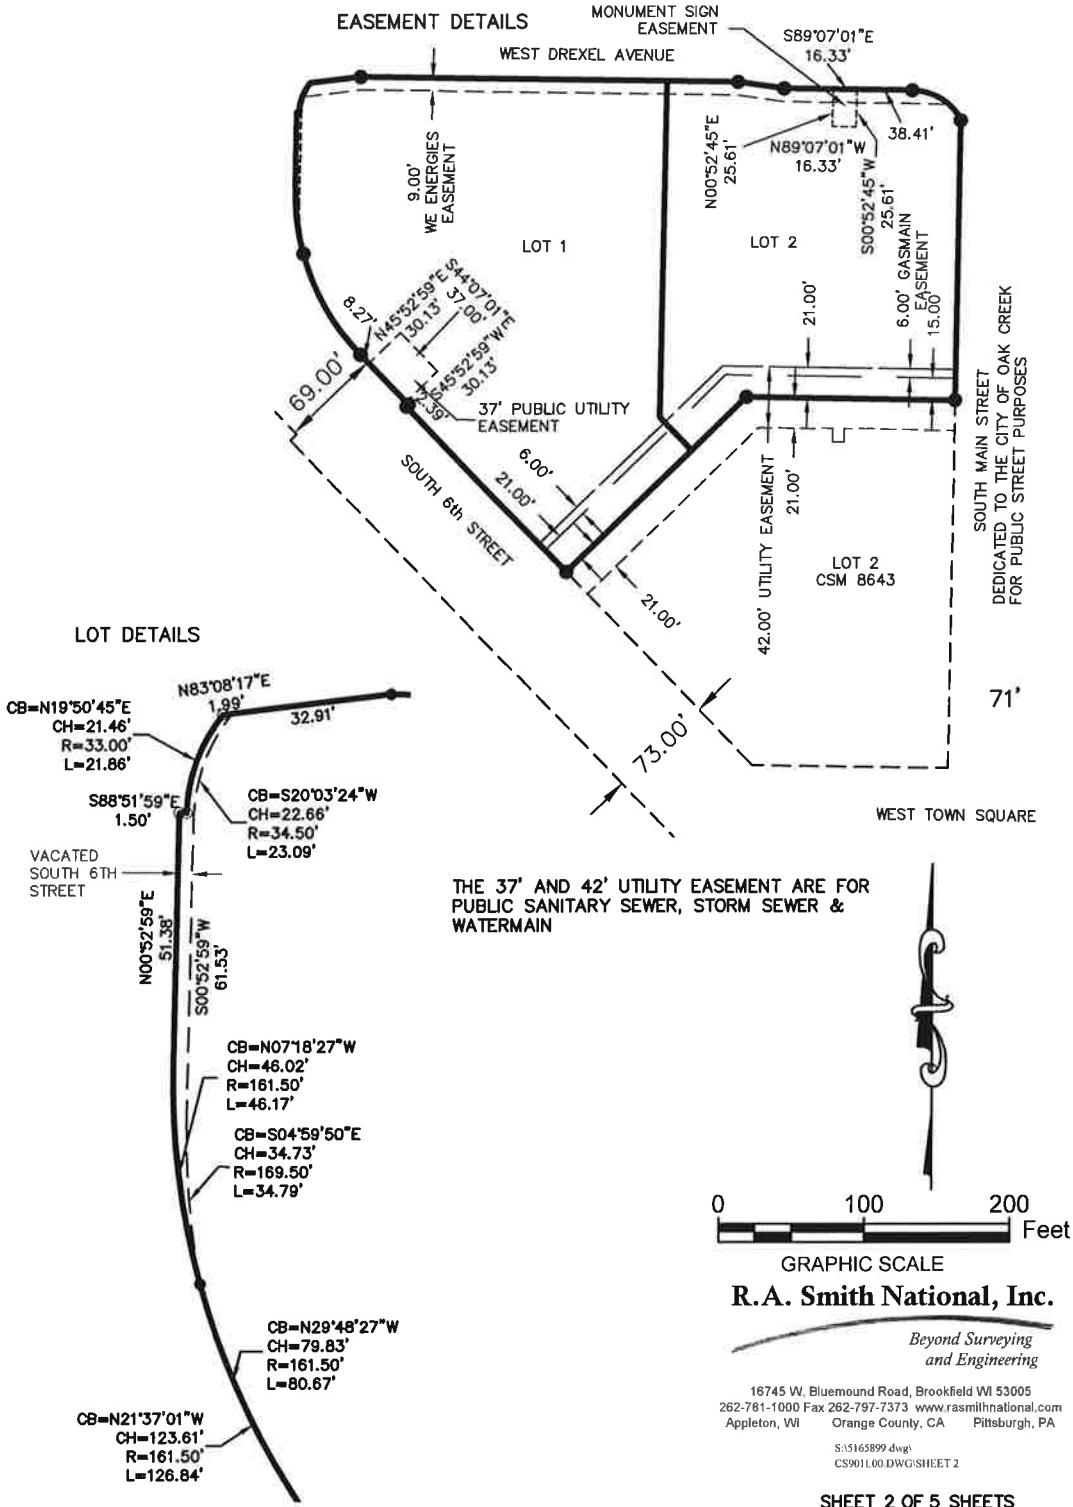 EASEMENT DETAILS
MONUMENT SIGN
EASEMENT
WEST DREXEL AVENUE
S89°07'01"E
16.33'
38.41'
N00°52'45"E
25.61'
N89°07'01"W
16.33'
S00°52'45"W
25.61'
9.00'
WE ENERGIES
EASEMENT
LOT 1
LOT 2
21.00'
6.00' GASMAIN
EASEMENT
15.00'
8.27'
N45°52'59"E
30.13'
S44°07'01"E
37.00'
S45°52'59"W
30.13'
69.00'
37' PUBLIC UTILITY
EASEMENT
SOUTH 6th STREET
6.00'
21.00'
42.00' UTILITY EASEMENT
21.00'
SOUTH MAIN STREET
DEDICATED TO THE CITY OF OAK CREEK
FOR PUBLIC STREET PURPOSES
LOT 2
CSM 8643
21.00'
71'
73.00'
WEST TOWN SQUARE
LOT DETAILS
N83°08'17"E
1.99'
32.91'
CB=N19°50'45"E
CH=21.46'
R=33.00'
L=21.86'
S88°51'59"E
1.50'
CB=S20°03'24"W
CH=22.66'
R=34.50'
L=23.09'
VACATED
SOUTH 6TH
STREET
N00°52'59"E
51.38'
S00°52'59"W
61.53'
THE 37' AND 42' UTILITY EASEMENT ARE FOR
PUBLIC SANITARY SEWER, STORM SEWER &
WATERMAIN
CB=N07°18'27"W
CH=46.02'
R=161.50'
L=46.17'
CB=S04°59'50"E
CH=34.73'
R=169.50'
L=34.79'
CB=N29°48'27"W
CH=79.83'
R=161.50'
L=80.67'
CB=N21°37'01"W
CH=123.61'
R=161.50'
L=126.84'
0 100 200
Feet
GRAPHIC SCALE
R.A. Smith National, Inc.
Beyond Surveying
and Engineering
16745 W. Bluemound Road, Brookfield WI 53005
262-781-1000 Fax 262-797-7373 www.rasmithnational.com
Appleton, WI Orange County, CA Pittsburgh, PA
S:\5165899.dwg\
CS901L00.DWG\SHEET 2
SHEET 2 OF 5 SHEETS